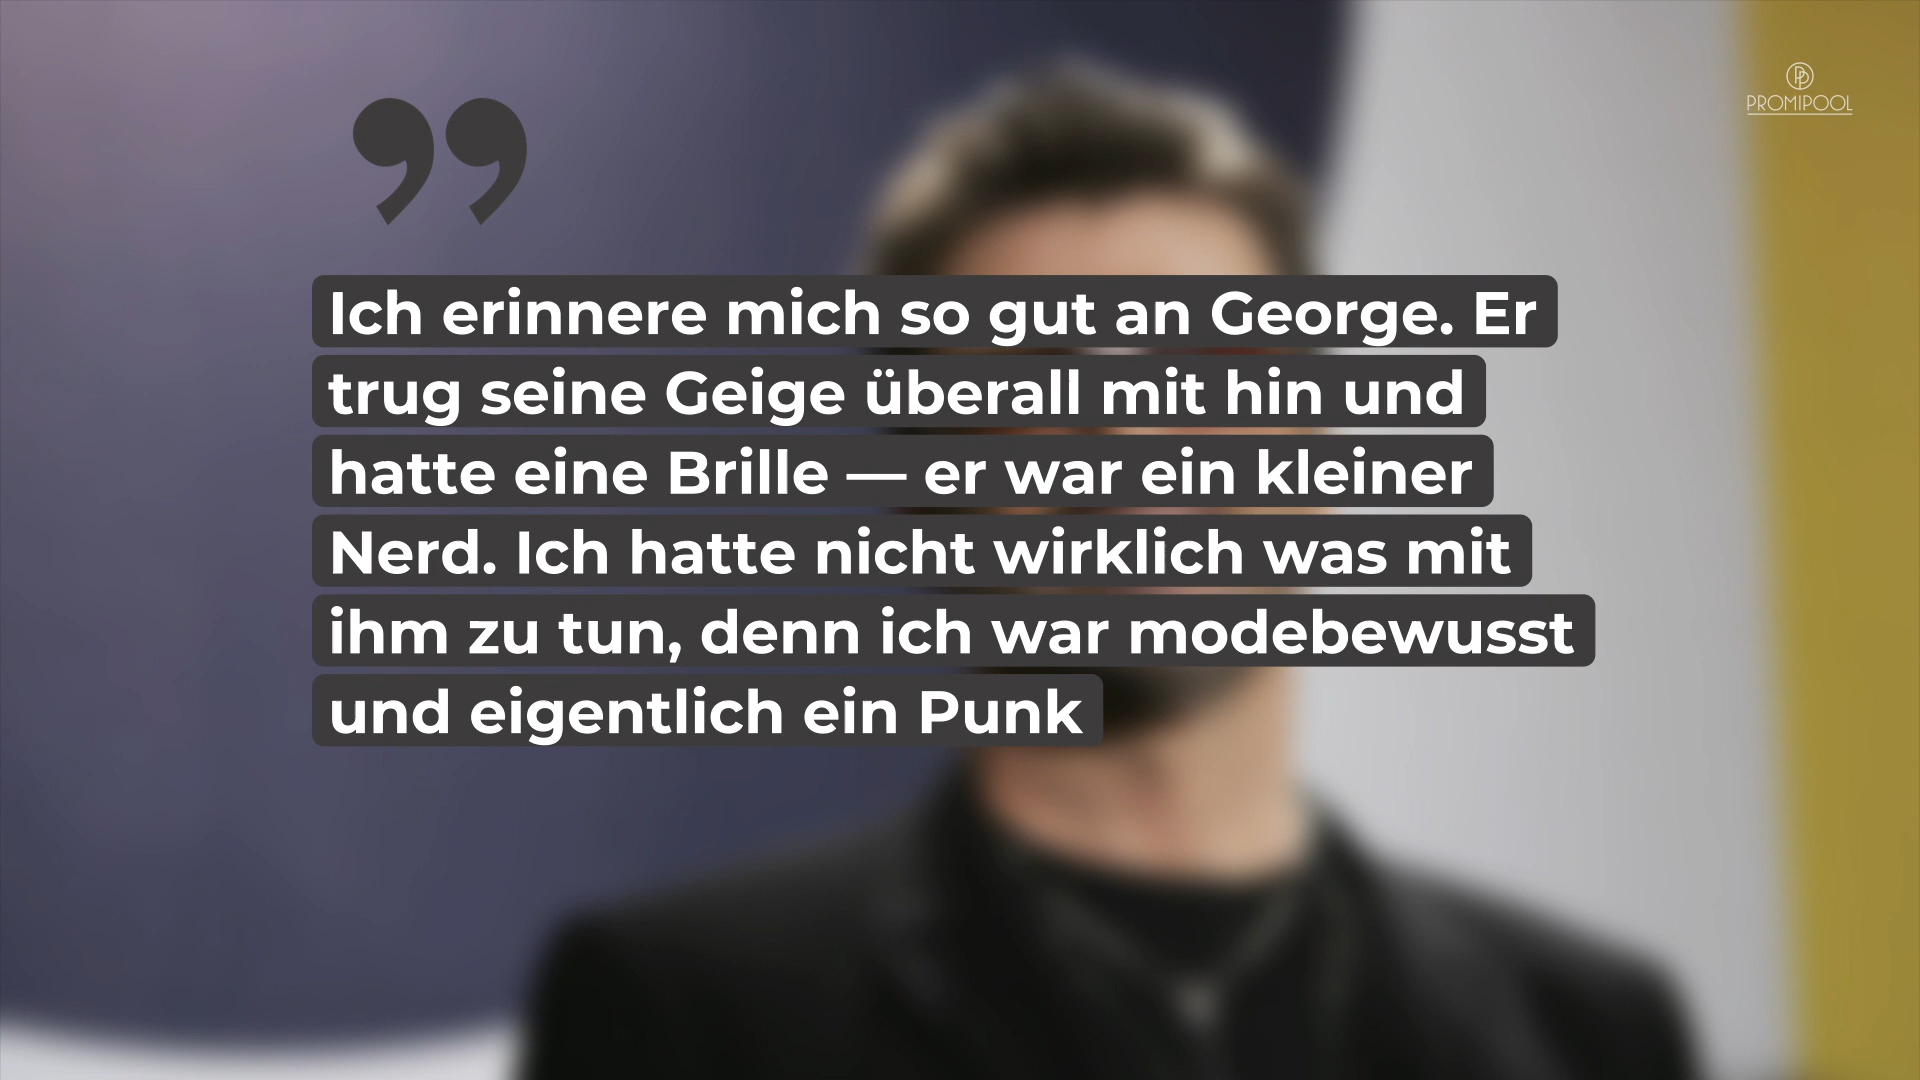 PROMIPOOL
”
Ich erinnere mich so gut an George. Er
trug seine Geige überall mit hin und
hatte eine Brille — er war ein kleiner
Nerd. Ich hatte nicht wirklich was mit
ihm zu tun, denn ich war modebewusst
und eigentlich ein Punk